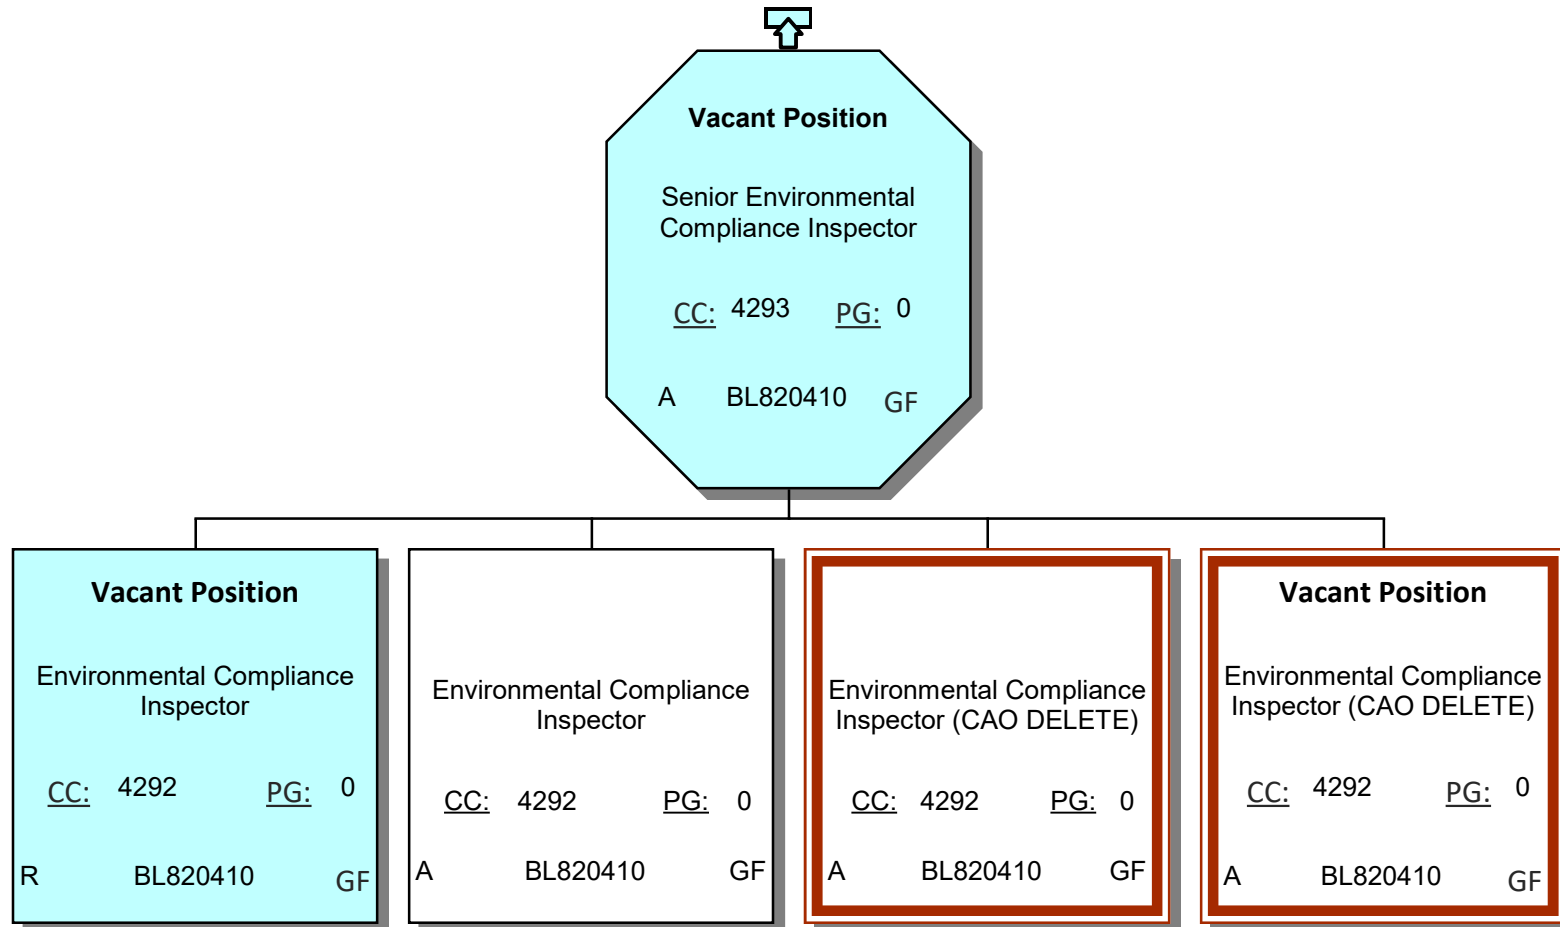 Vacant Position
Senior Environmental
Compliance Inspector
CC: 4293 PG: 0
A BL820410 GF
Vacant Position
Environmental Compliance
Inspector
CC: 4292 PG: 0
R BL820410 GF
Environmental Compliance
Inspector
CC: 4292 PG: 0
A BL820410 GF
Environmental Compliance
Inspector (CAO DELETE)
CC: 4292 PG: 0
A BL820410 GF
Vacant Position
Environmental Compliance
Inspector (CAO DELETE)
CC: 4292 PG: 0
A BL820410 GF